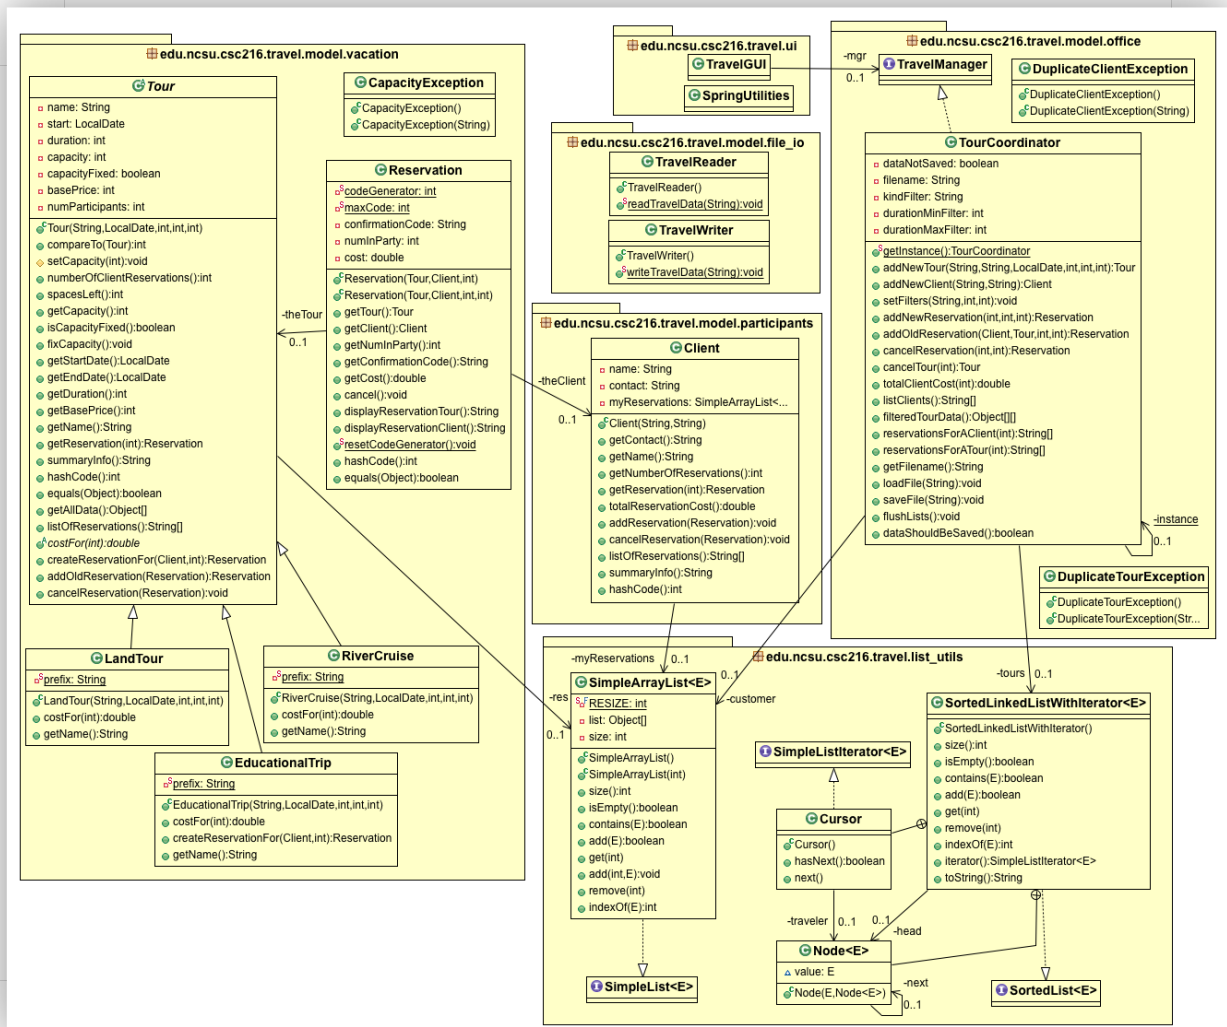 edu.ncsu.csc216.travel.model.vacation
Tour
name: String
start: LocalDate
duration: int
capacity: int
capacityFixed: boolean
basePrice: int
numParticipants: int
Tour(String,LocalDate,int,int,int)
compareTo(Tour):int
setCapacity(int):void
numberOfClientReservations():int
spacesLeft():int
getCapacity():int
isCapacityFixed():boolean
fixCapacity():void
getStartDate():LocalDate
getEndDate():LocalDate
getDuration():int
getBasePrice():int
getName():String
getReservation(int):Reservation
summaryInfo():String
hashCode():int
equals(Object):boolean
getAllData():Object[]
listOfReservations():String[]
costFor(int):double
createReservationFor(Client,int):Reservation
addOldReservation(Reservation):Reservation
cancelReservation(Reservation):void
CapacityException
CapacityException()
CapacityException(String)
Reservation
codeGenerator: int
maxCode: int
confirmationCode: String
numInParty: int
cost: double
Reservation(Tour,Client,int)
Reservation(Tour,Client,int,int)
getTour():Tour
getClient():Client
getNumInParty():int
getConfirmationCode():String
getCost():double
cancel():void
displayReservationTour():String
displayReservationClient():String
resetCodeGenerator():void
hashCode():int
equals(Object):boolean
-theTour
0..1
LandTour
prefix: String
LandTour(String,LocalDate,int,int,int)
costFor(int):double
getName():String
RiverCruise
prefix: String
RiverCruise(String,LocalDate,int,int,int)
costFor(int):double
getName():String
EducationalTrip
prefix: String
EducationalTrip(String,LocalDate,int,int,int)
costFor(int):double
createReservationFor(Client,int):Reservation
getName():String
edu.ncsu.csc216.travel.ui
TravelGUI
SpringUtilities
-mgr
0..1
edu.ncsu.csc216.travel.model.file_io
TravelReader
TravelReader()
readTravelData(String):void
TravelWriter
TravelWriter()
writeTravelData(String):void
edu.ncsu.csc216.travel.model.participants
Client
name: String
contact: String
myReservations: SimpleArrayList<...
Client(String,String)
getContact():String
getName():String
getNumberOfReservations():int
getReservation(int):Reservation
totalReservationCost():double
addReservation(Reservation):void
cancelReservation(Reservation):void
listOfReservations():String[]
summaryInfo():String
hashCode():int
-theClient
0..1
edu.ncsu.csc216.travel.model.office
TravelManager
DuplicateClientException
DuplicateClientException()
DuplicateClientException(String)
TourCoordinator
dataNotSaved: boolean
filename: String
kindFilter: String
durationMinFilter: int
durationMaxFilter: int
getInstance():TourCoordinator
addNewTour(String,String,LocalDate,int,int,int):Tour
addNewClient(String,String):Client
setFilters(String,int,int):void
addNewReservation(int,int,int):Reservation
addOldReservation(Client,Tour,int,int):Reservation
cancelReservation(int,int):Reservation
cancelTour(int):Tour
totalClientCost(int):double
listClients():String[]
filteredTourData():Object[][]
reservationsForAClient(int):String[]
reservationsForATour(int):String[]
getFilename():String
loadFile(String):void
saveFile(String):void
flushLists():void
dataShouldBeSaved():boolean
-instance
0..1
DuplicateTourException
DuplicateTourException()
DuplicateTourException(Str...
edu.ncsu.csc216.travel.list_utils
-myReservations
0..1
0..1
-customer
-res
0..1
-tours
0..1
SimpleArrayList<E>
RESIZE: int
list: Object[]
size: int
SimpleArrayList()
SimpleArrayList(int)
size():int
isEmpty():boolean
contains(E):boolean
add(E):boolean
get(int)
add(int,E):void
remove(int)
indexOf(E):int
SimpleList<E>
SimpleListIterator<E>
Cursor
Cursor()
hasNext():boolean
next()
-traveler
0..1
0..1
-head
SortedLinkedListWithIterator<E>
SortedLinkedListWithIterator()
size():int
isEmpty():boolean
contains(E):boolean
add(E):boolean
get(int)
remove(int)
indexOf(E):int
iterator():SimpleListIterator<E>
toString():String
Node<E>
value: E
Node(E,Node<E>)
-next
0..1
SortedList<E>